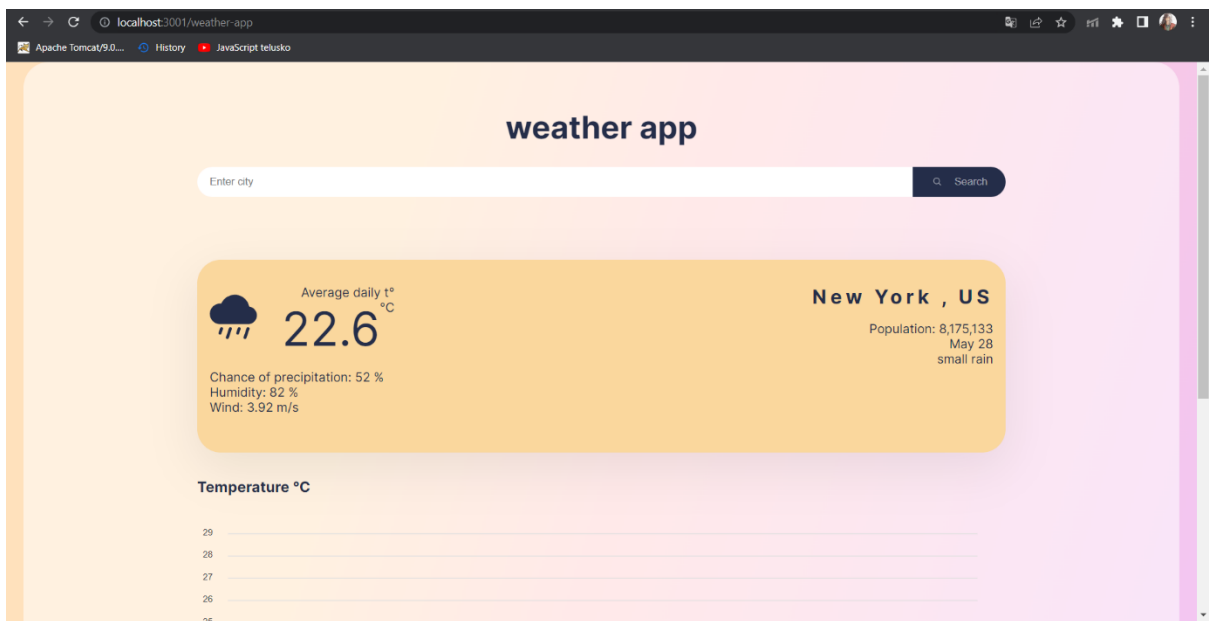 localhost:3001/weather-app
Apache Tomcat/9.0.... History JavaScript telusko
weather app
Enter city Search
Average daily t°
°C
22.6
Chance of precipitation: 52 %
Humidity: 82 %
Wind: 3.92 m/s
New York , US
Population: 8,175,133
May 28
small rain
Temperature °C
29
28
27
26